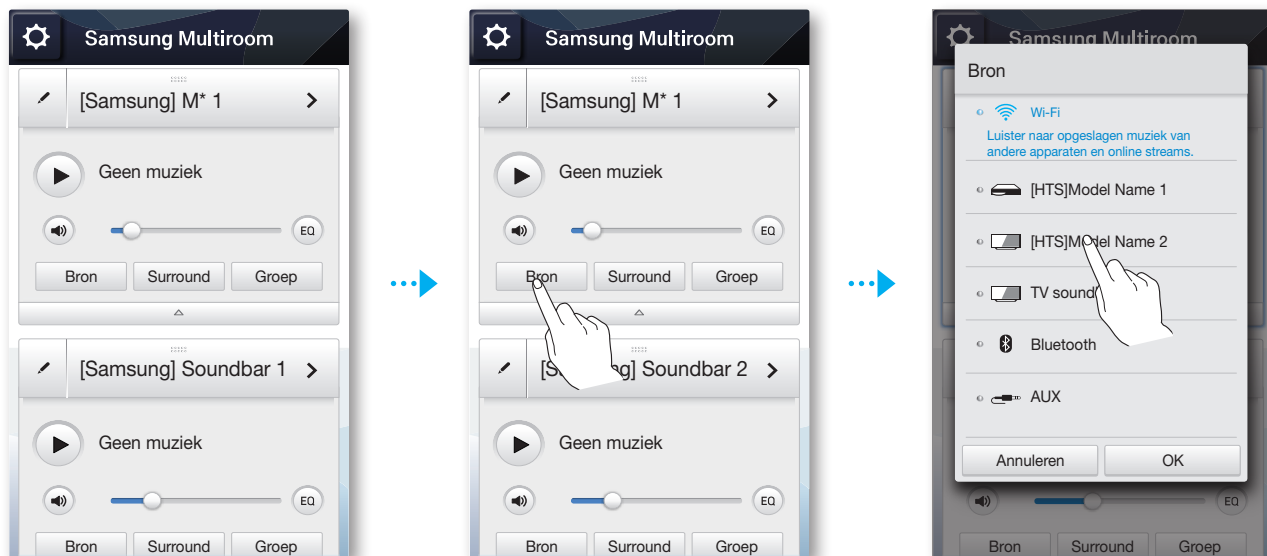 Samsung Multiroom
[Samsung] M* 1
Geen muziek
EQ
Bron Surround Groep
[Samsung] Soundbar 1
Geen muziek
EQ
Bron Surround Groep
Samsung Multiroom
[Samsung] M* 1
Geen muziek
EQ
Bron Surround Groep
Soundbar 2
Geen muziek
EQ
Bron Surround Groep
Samsung Multiroom
Bron
Wi-Fi
Luister naar opgeslagen muziek van
andere apparaten en online streams.
[HTS]Model Name 1
[HTS]Model Name 2
TV
Bluetooth
AUX
Annuleren OK
EQ
Bron Surround Groep